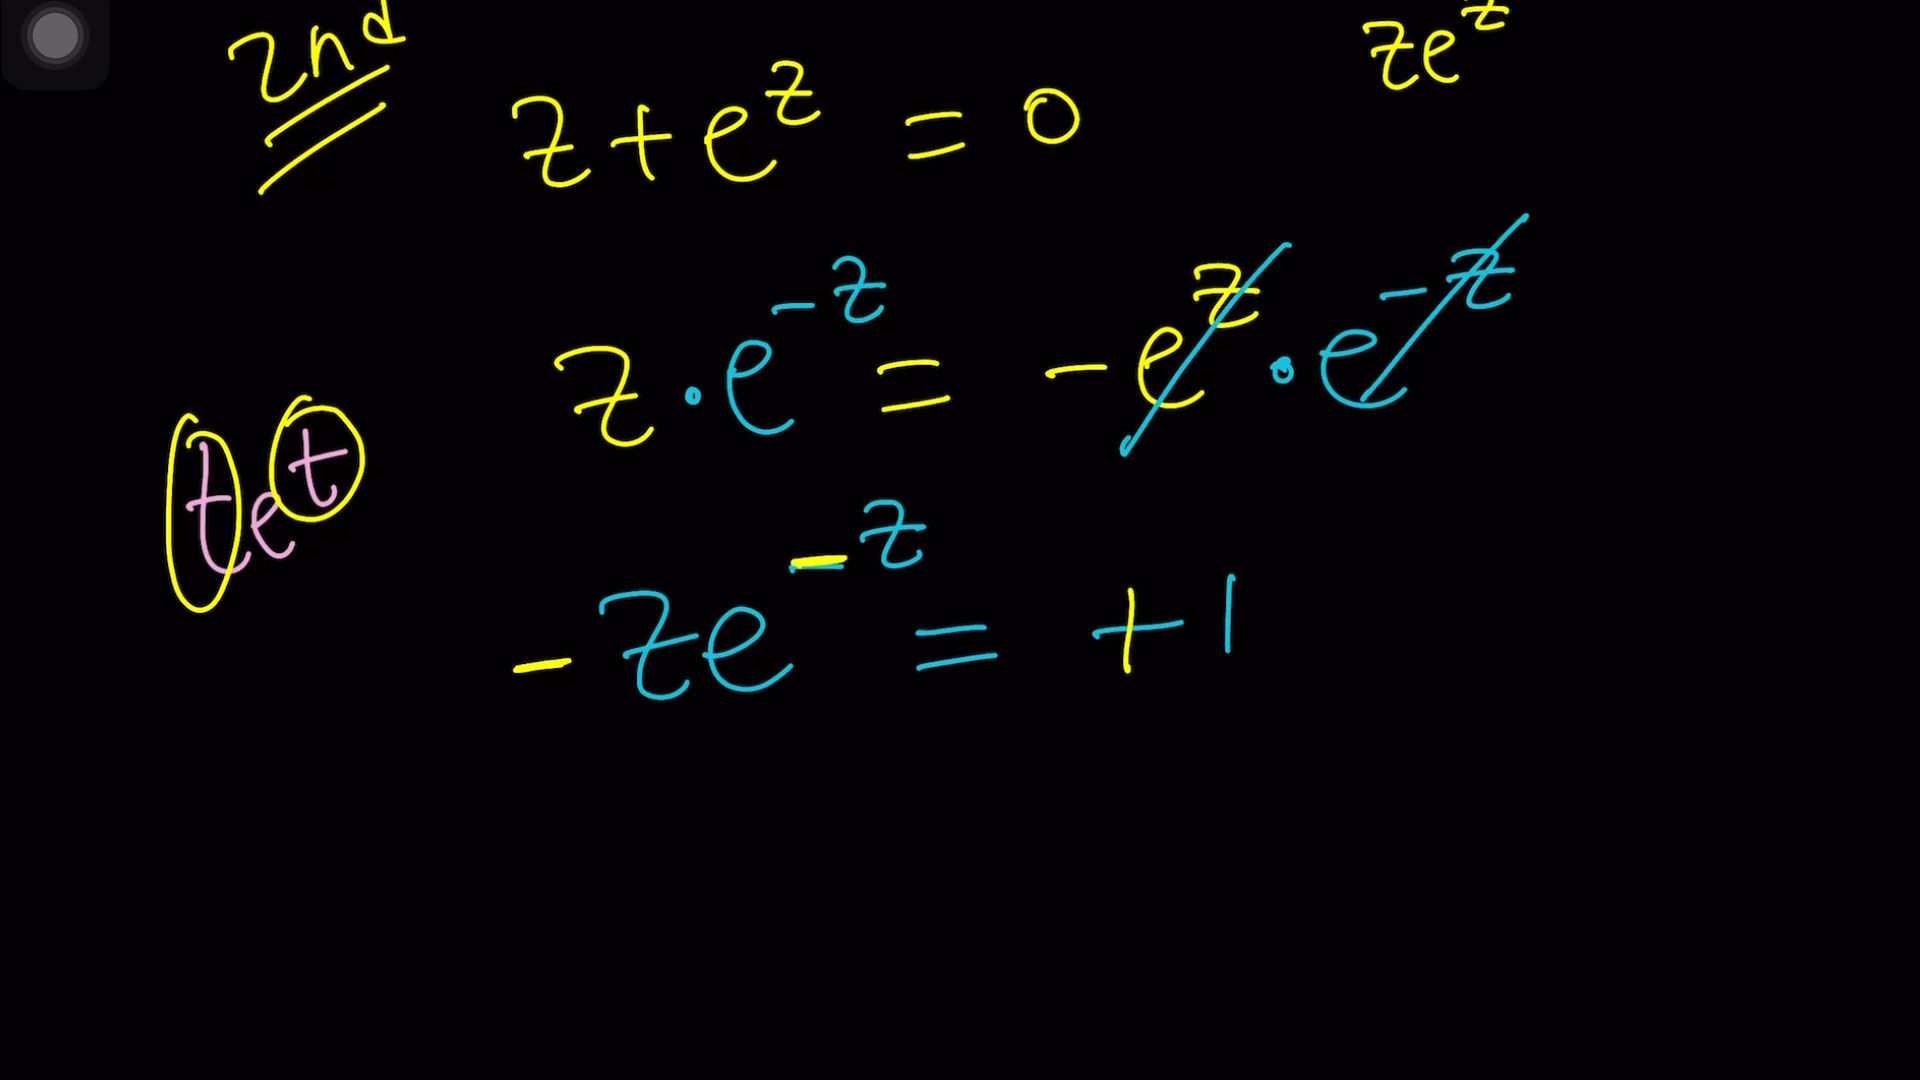 2nd
ze^z
z + e^z = 0
z · e^-z = -e^z · e^-z
te^t
-ze^-z = +1